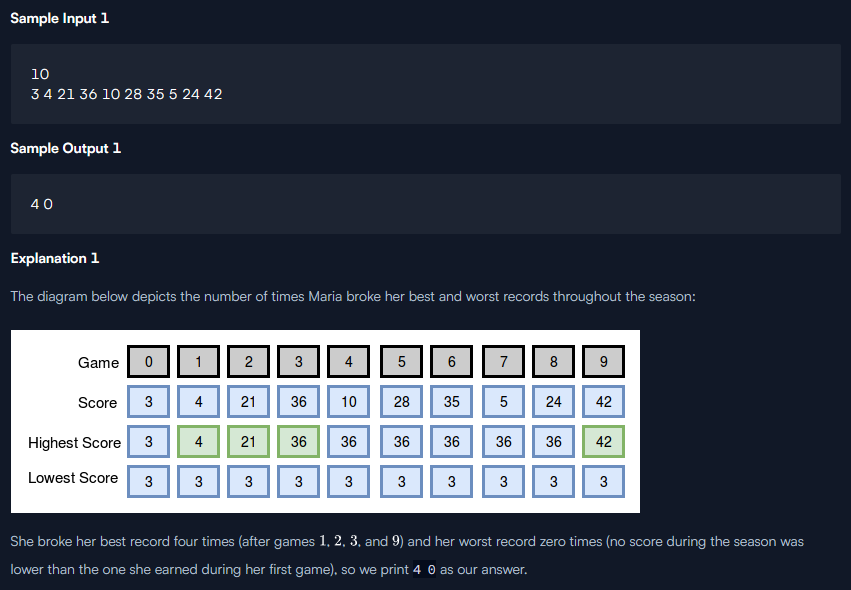 Sample Input 1
10
3 4 21 36 10 28 35 5 24 42
Sample Output 1
4 0
Explanation 1
The diagram below depicts the number of times Maria broke her best and worst records throughout the season:
Game 0 1 2 3 4 5 6 7 8 9
Score 3 4 21 36 10 28 35 5 24 42
Highest Score 3 4 21 36 36 36 36 36 36 42
Lowest Score 3 3 3 3 3 3 3 3 3 3
She broke her best record four times (after games 1, 2, 3, and 9) and her worst record zero times (no score during the season was
lower than the one she earned during her first game), so we print 4 0 as our answer.